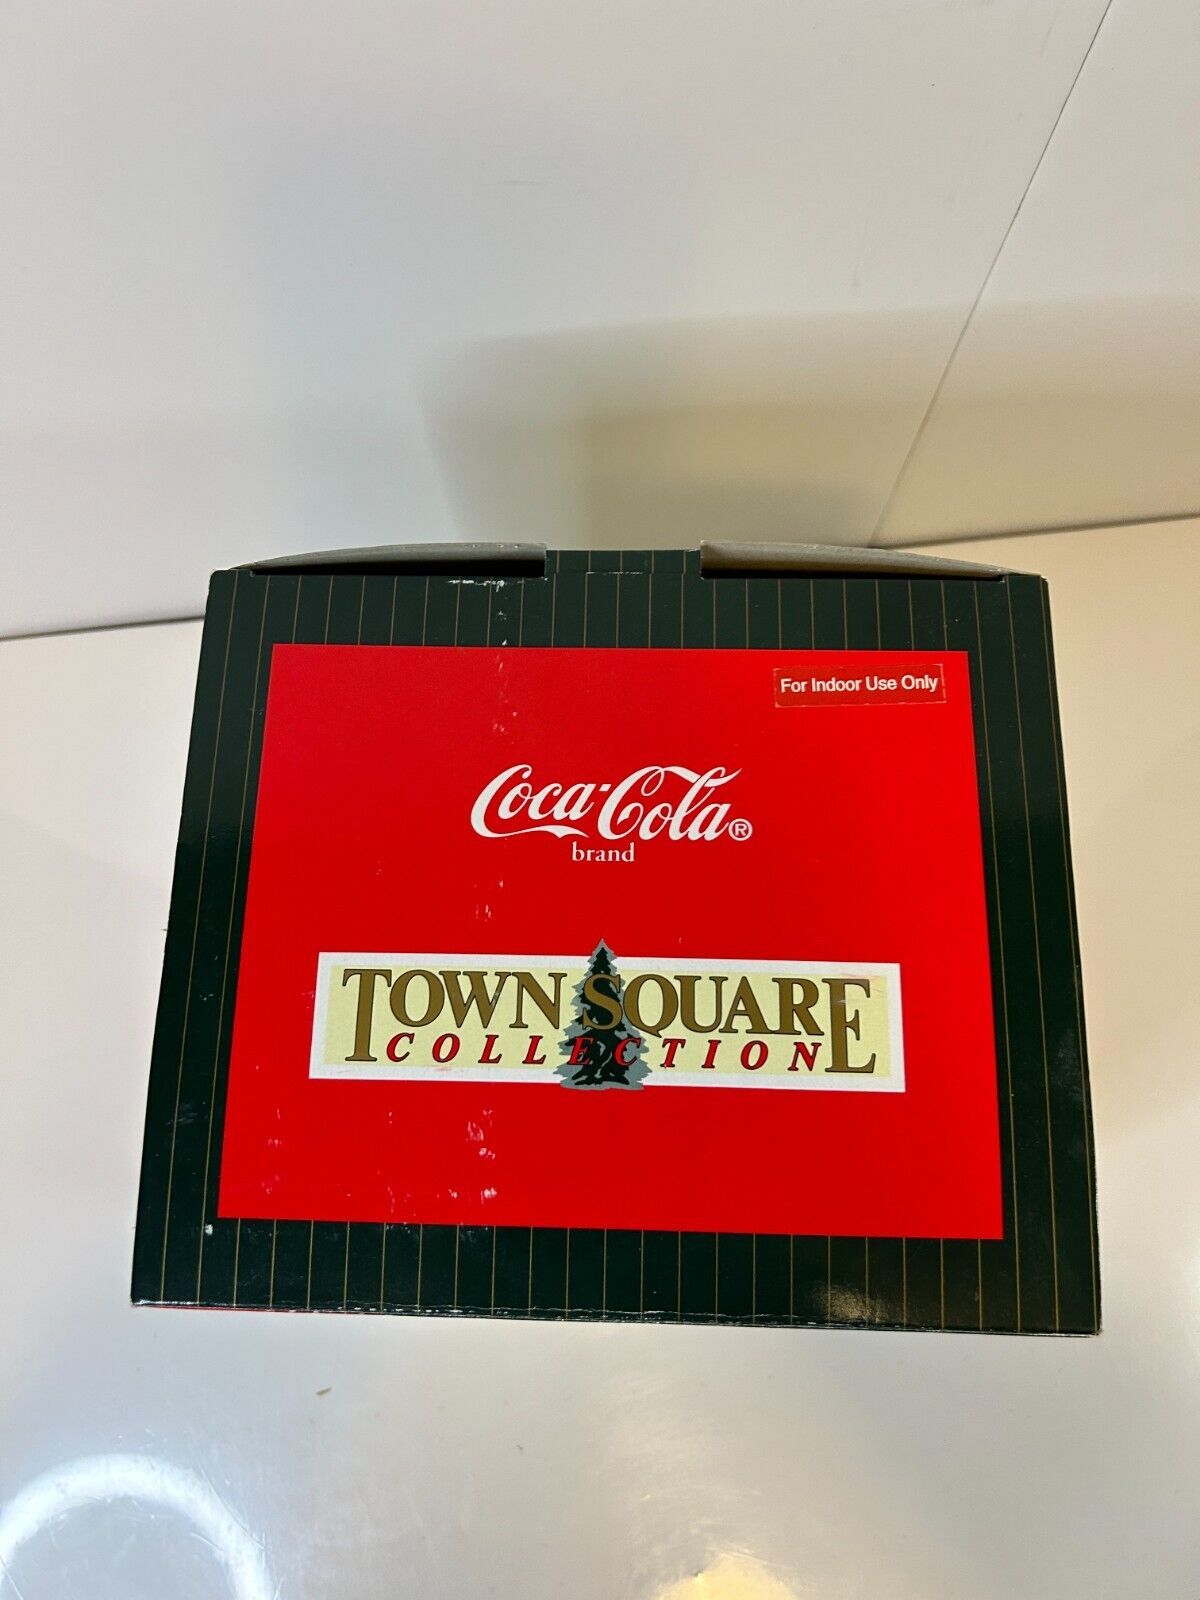 For Indoor Use Only
Coca-Cola®
brand
TOWN SQUARE
COLLECTION